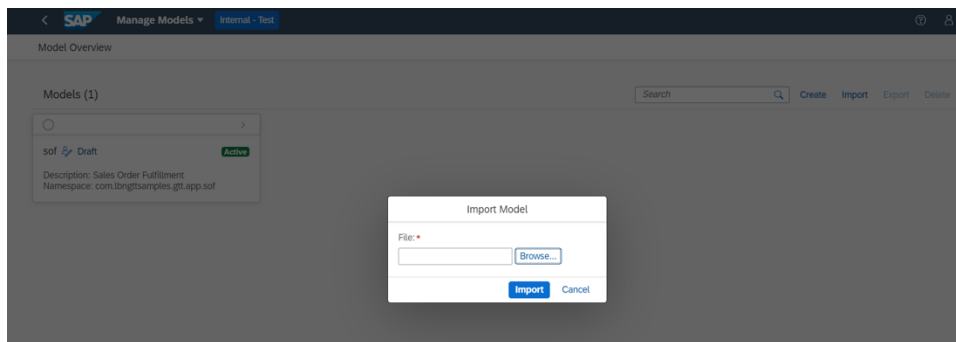 SAP Manage Models Internal - Test
Model Overview
Models (1)
Search Create Import Export Delete
sof Draft Active
Description: Sales Order Fulfillment
Namespace: com.lbngttsamples.gtt.app.sof
Import Model
File: *
Browse...
Import Cancel